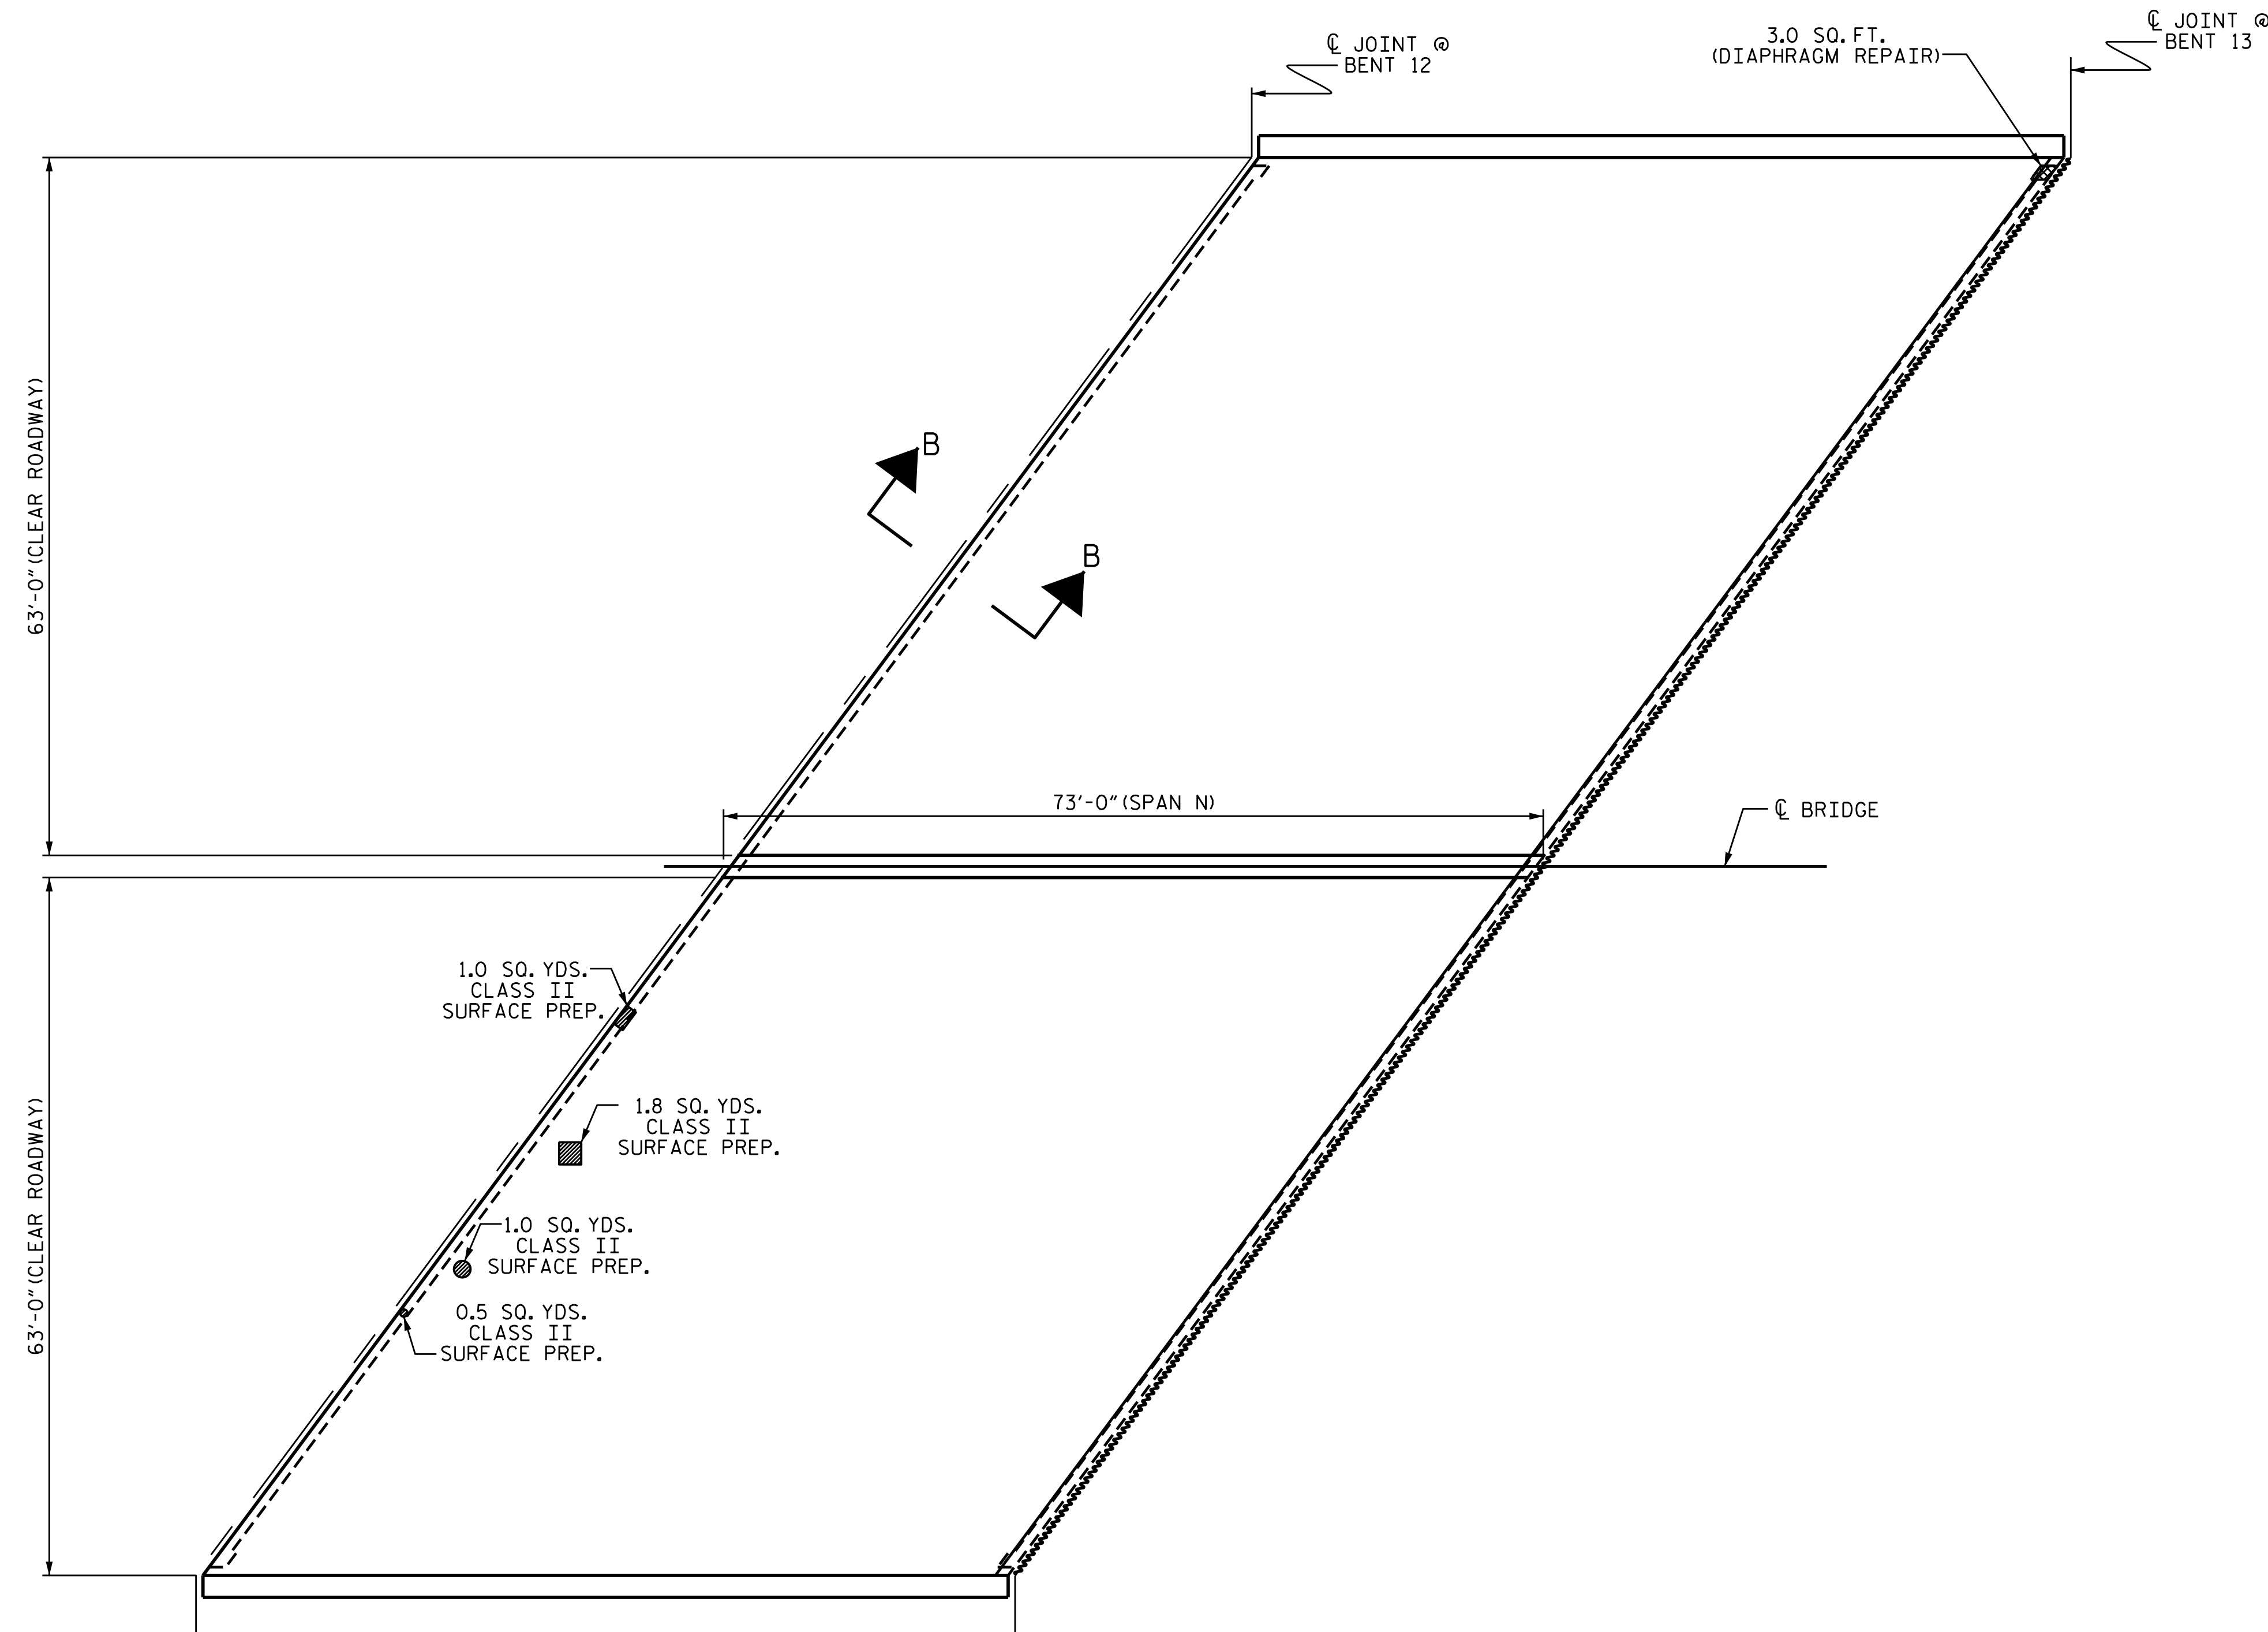 ℄ JOINT @
BENT 12
3.0 SQ. FT.
(DIAPHRAGM REPAIR)
℄ JOINT @
BENT 13
63'-0" (CLEAR ROADWAY)
B
B
73'-0" (SPAN N)
℄ BRIDGE
1.0 SQ. YDS.
CLASS II
SURFACE PREP.
1.8 SQ. YDS.
CLASS II
SURFACE PREP.
63'-0" (CLEAR ROADWAY)
1.0 SQ. YDS.
CLASS II
SURFACE PREP.
0.5 SQ. YDS.
CLASS II
SURFACE PREP.